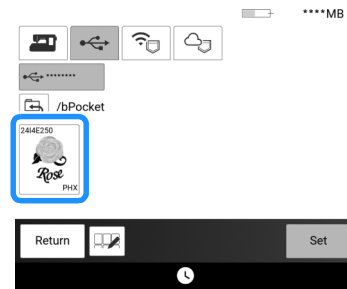 ****MB
........
/bPocket
24I4E250
Rose
PHX
Return
Set